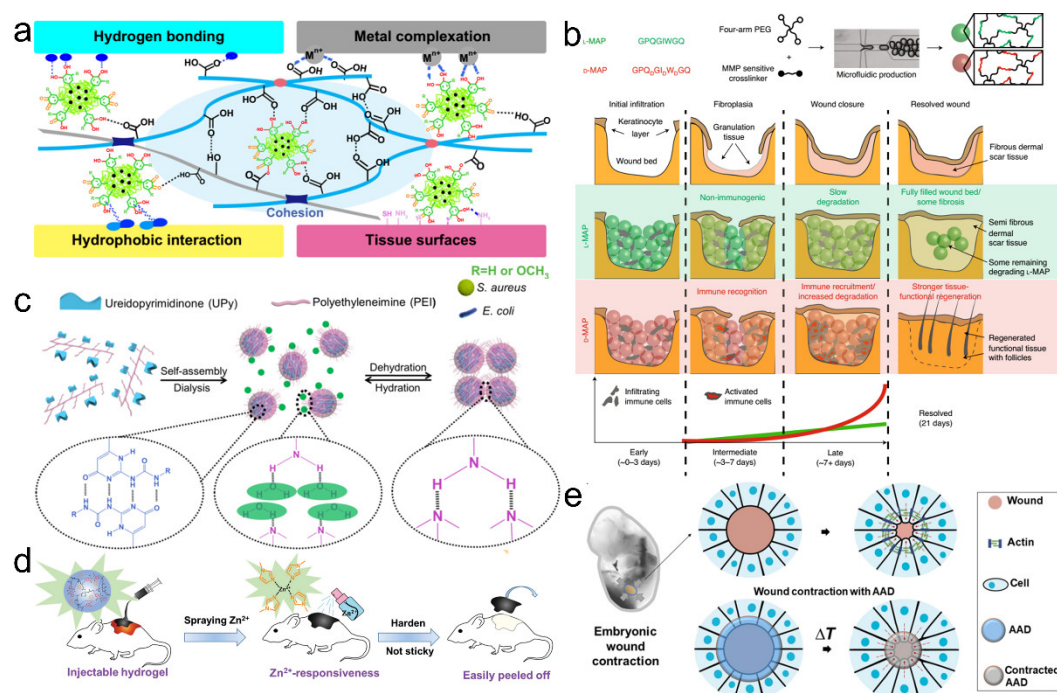 a
Hydrogen bonding
Metal complexation
Cohesion
Hydrophobic interaction
Tissue surfaces
R=H or OCH3
S. aureus
E. coli
b
L-MAP GPQGIWGQ
D-MAP GPQDGIDWDGQ
Four-arm PEG
+
MMP sensitive
crosslinker
Microfluidic production
Initial infiltration
Fibroplasia
Wound closure
Resolved wound
Keratinocyte
layer
Wound bed
Granulation
tissue
Fibrous dermal
scar tissue
L-MAP
Non-immunogenic
Slow
degradation
Fully filled wound bed/
some fibrosis
Semi fibrous
dermal
scar tissue
Some remaining
degrading L-MAP
D-MAP
Immune recognition
Immune recruitment/
increased degradation
Stronger tissue-
functional regeneration
Regenerated
functional tissue
with follicles
Infiltrating
immune cells
Activated
immune cells
Resolved
(21 days)
Early
(~0–3 days)
Intermediate
(~3–7 days)
Late
(~7+ days)
c
Ureidopyrimidinone (UPy)
Polyethyleneimine (PEI)
Self-assembly
Dialysis
Dehydration
Hydration
d
Injectable hydrogel
Spraying Zn2+
Zn2+
Zn2+-responsiveness
Harden
Not sticky
Easily peeled off
e
Embryonic
wound
contraction
Wound contraction with AAD
ΔT
Wound
Actin
Cell
AAD
Contracted
AAD